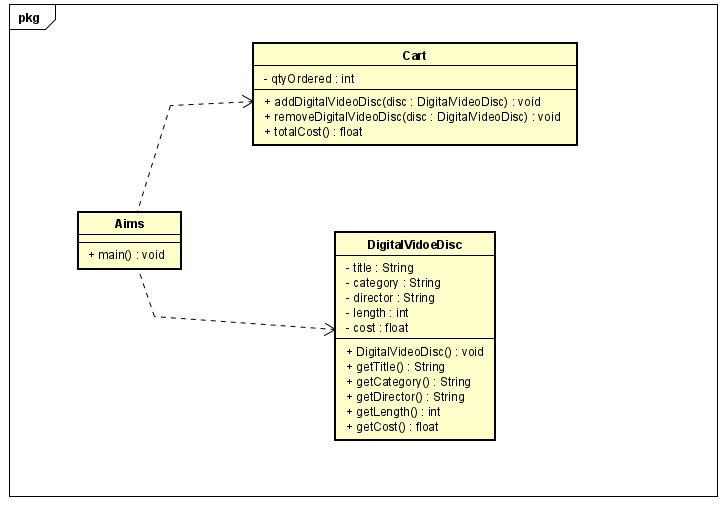 pkg
Cart
- qtyOrdered : int
+ addDigitalVideoDisc(disc : DigitalVideoDisc) : void
+ removeDigitalVideoDisc(disc : DigitalVideoDisc) : void
+ totalCost() : float
Aims
+ main() : void
DigitalVidoeDisc
- title : String
- category : String
- director : String
- length : int
- cost : float
+ DigitalVideoDisc() : void
+ getTitle() : String
+ getCategory() : String
+ getDirector() : String
+ getLength() : int
+ getCost() : float